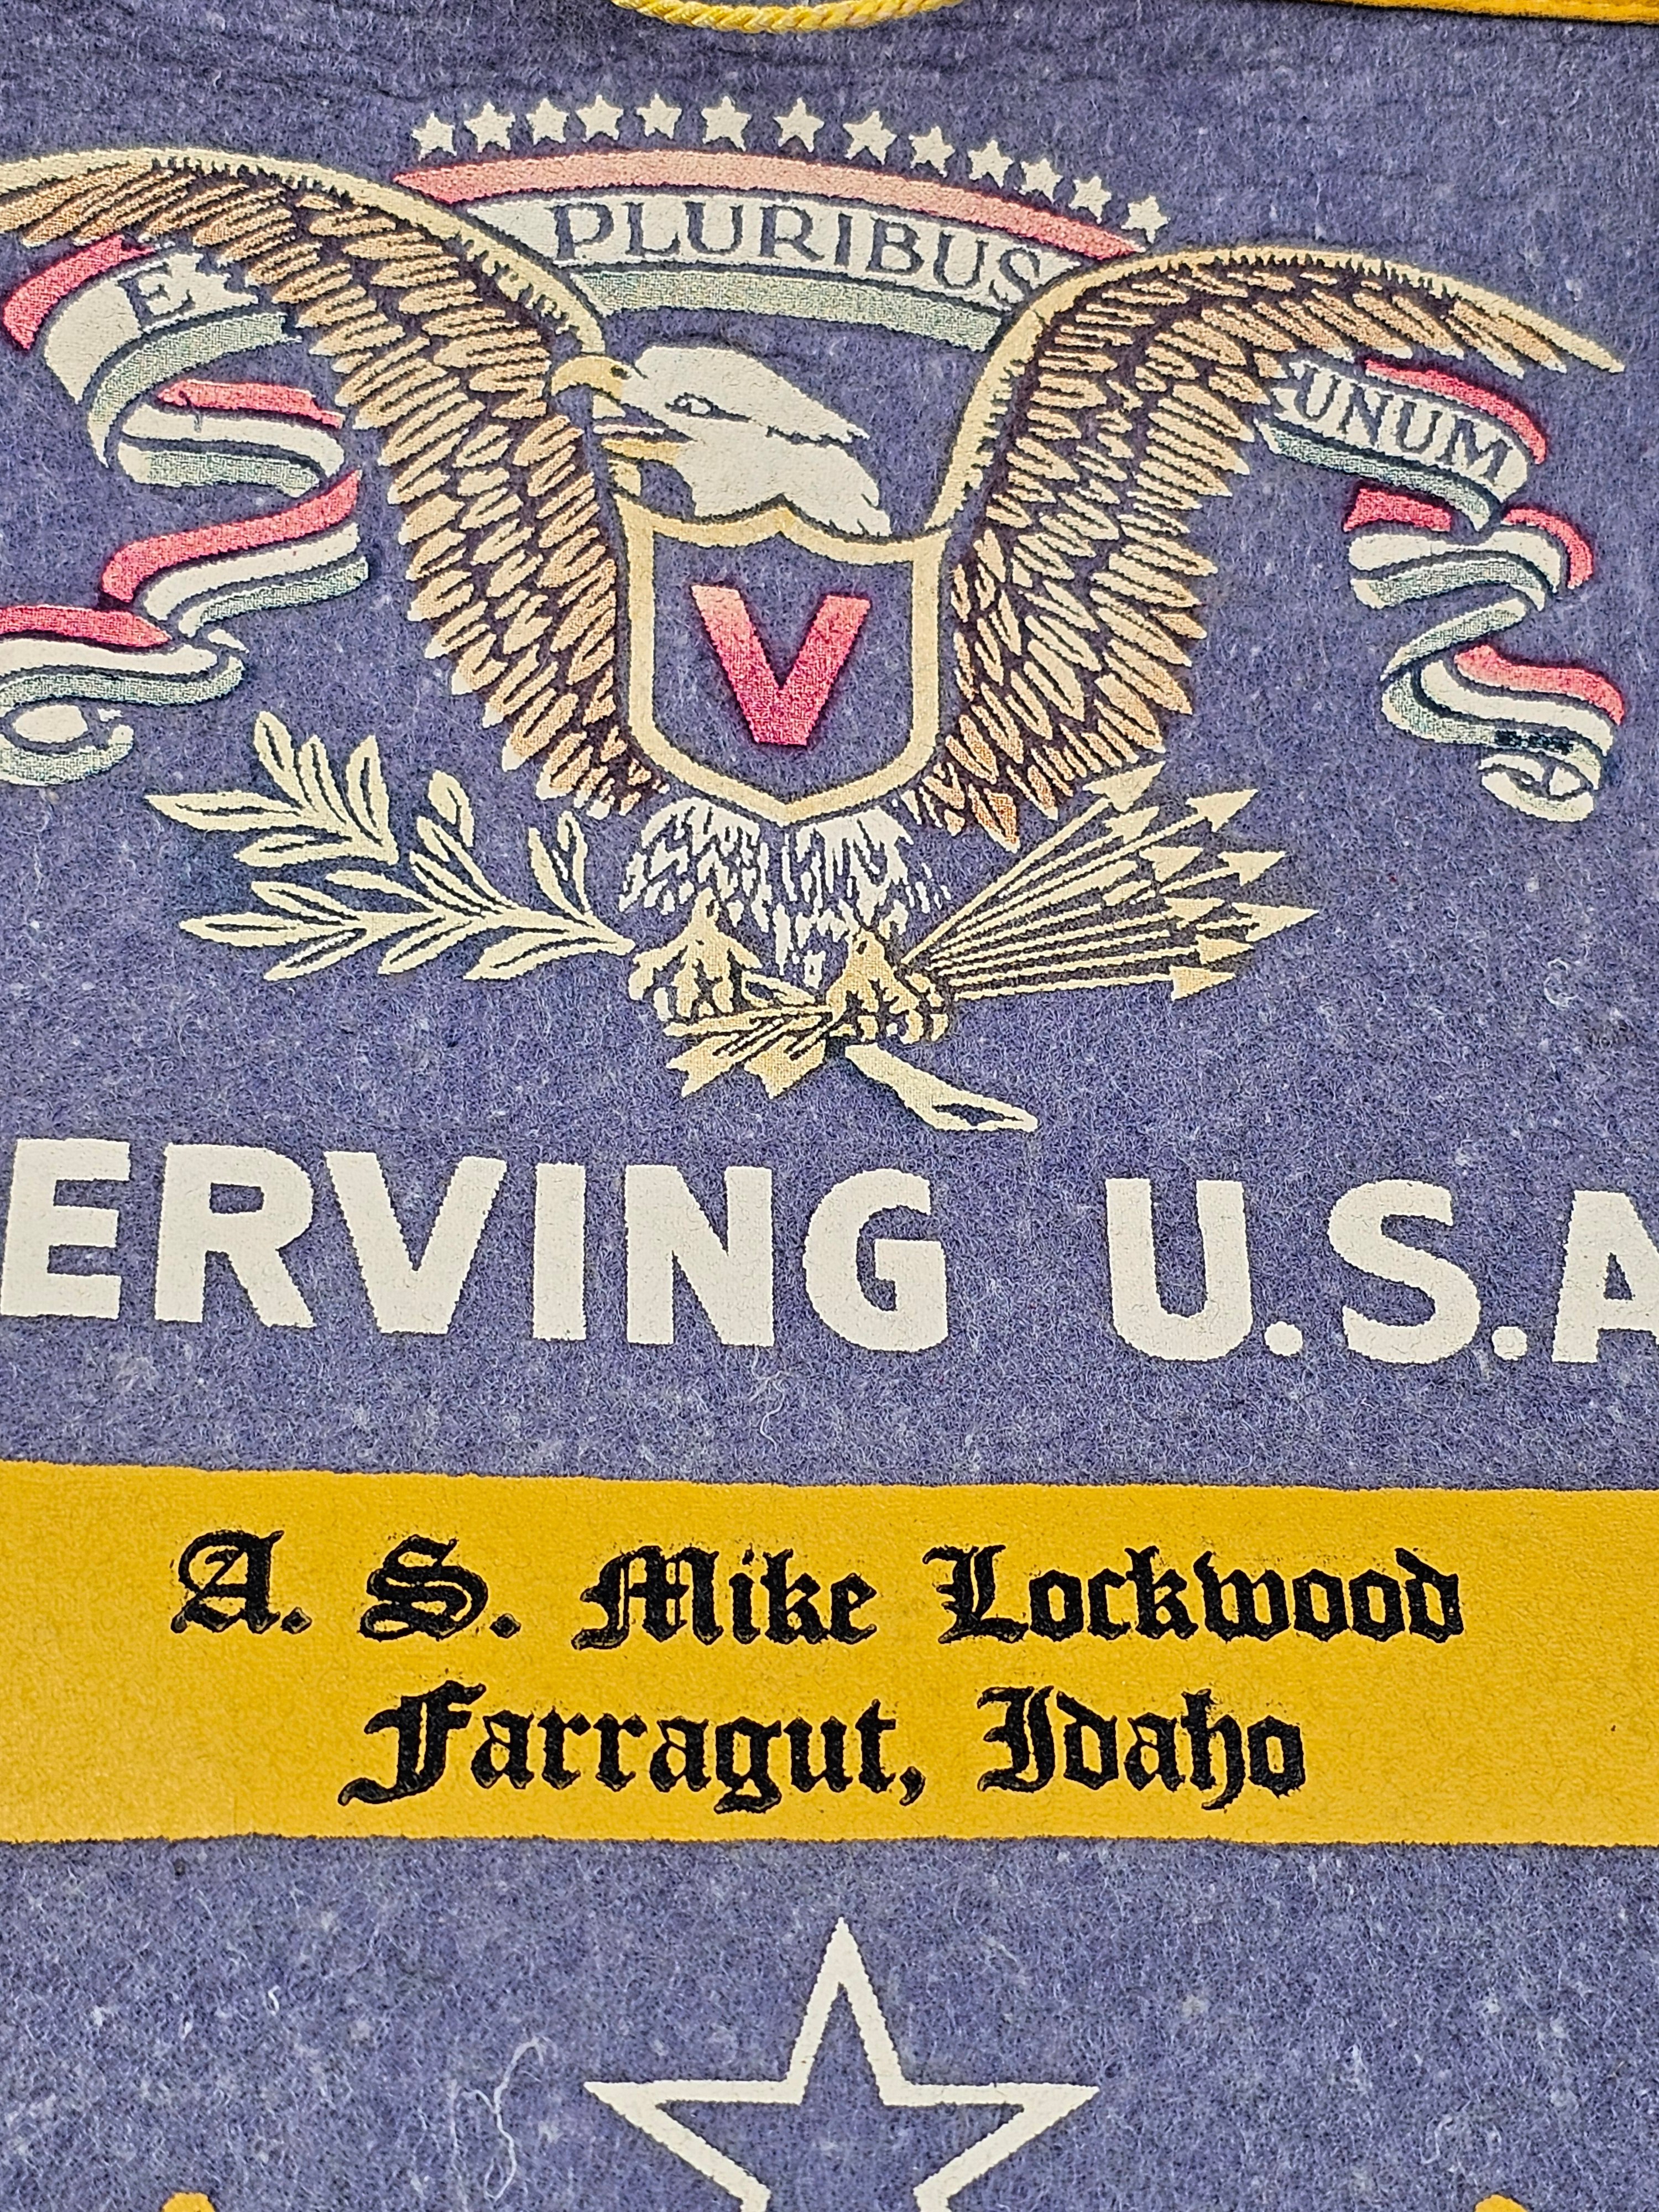 E
PLURIBUS
UNUM
V
ERVING U.S.A
A. S. Mike Lockwood
Farragut, Idaho